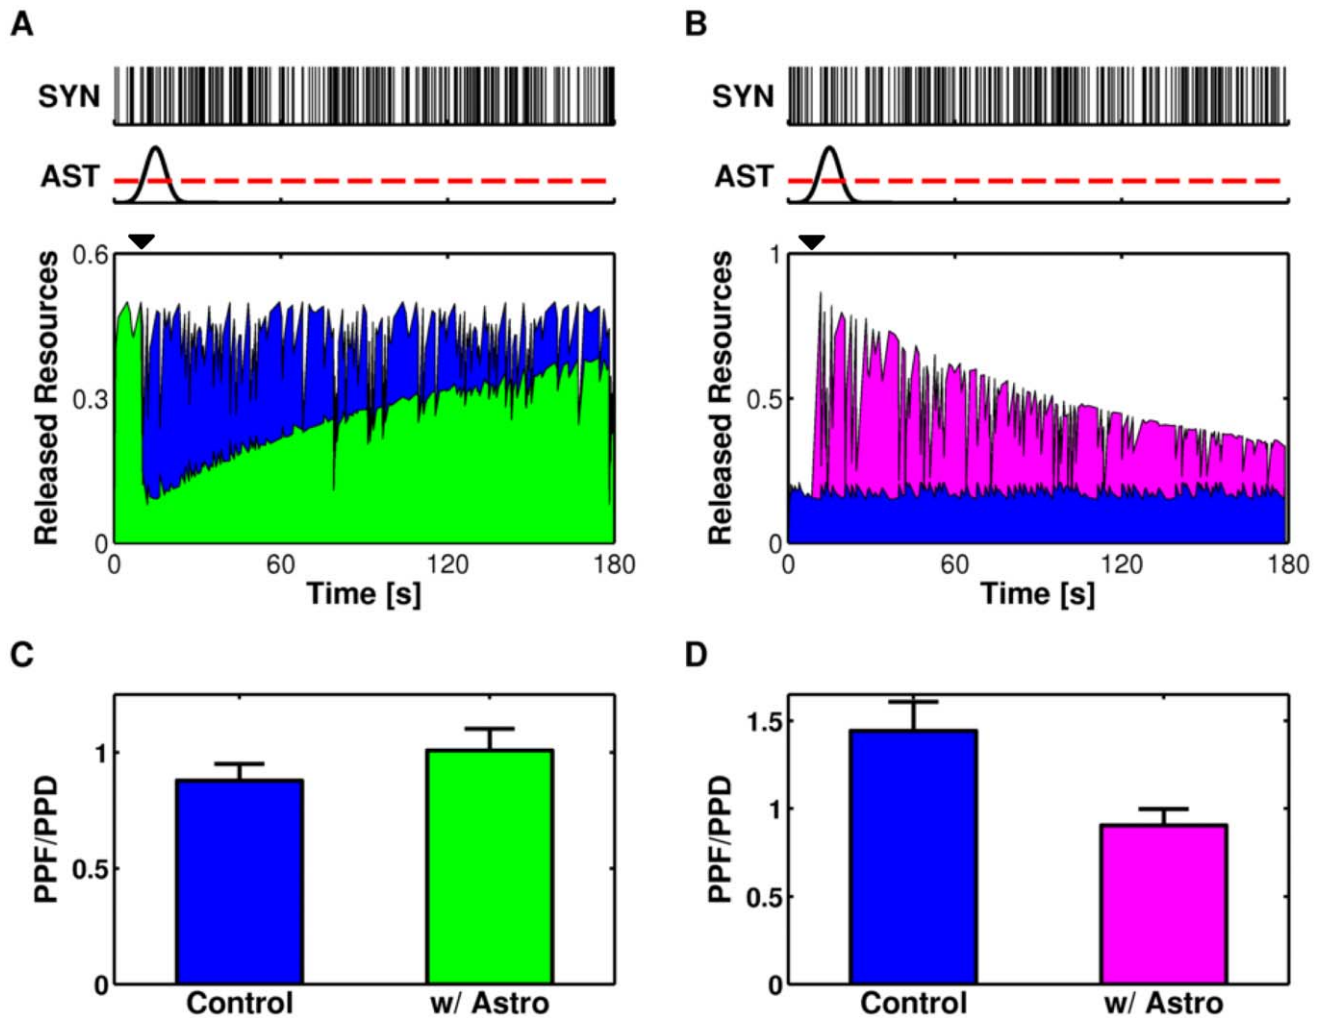 A
B
SYN
SYN
AST
AST
0.6
0.3
0
Released Resources
0
60
120
180
Time [s]
1
0.5
0
Released Resources
0
60
120
180
Time [s]
C
D
1
0.5
0
PPF/PPD
Control
w/ Astro
1.5
1
0.5
0
PPF/PPD
Control
w/ Astro